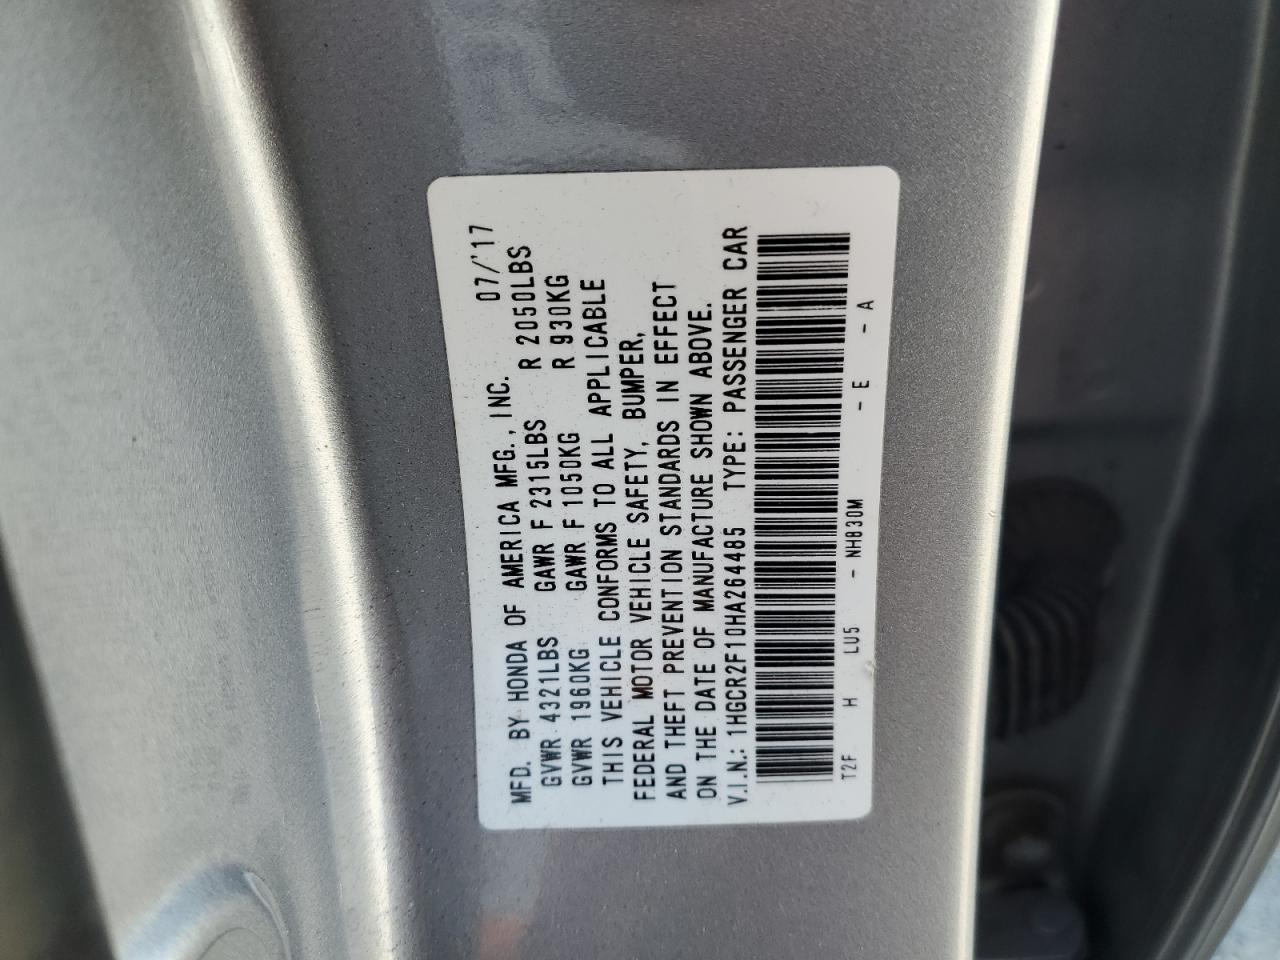 MFD. BY HONDA OF AMERICA MFG., INC. 07/'17
GVWR 4321LBS GAWR F 2315LBS R 2050LBS
GVWR 1960KG GAWR F 1050KG R 930KG
THIS VEHICLE CONFORMS TO ALL APPLICABLE
FEDERAL MOTOR VEHICLE SAFETY, BUMPER,
AND THEFT PREVENTION STANDARDS IN EFFECT
ON THE DATE OF MANUFACTURE SHOWN ABOVE.
V.I.N.: 1HGCR2F10HA264485 TYPE: PASSENGER CAR
T2F H LU5 - NH830M - E - A